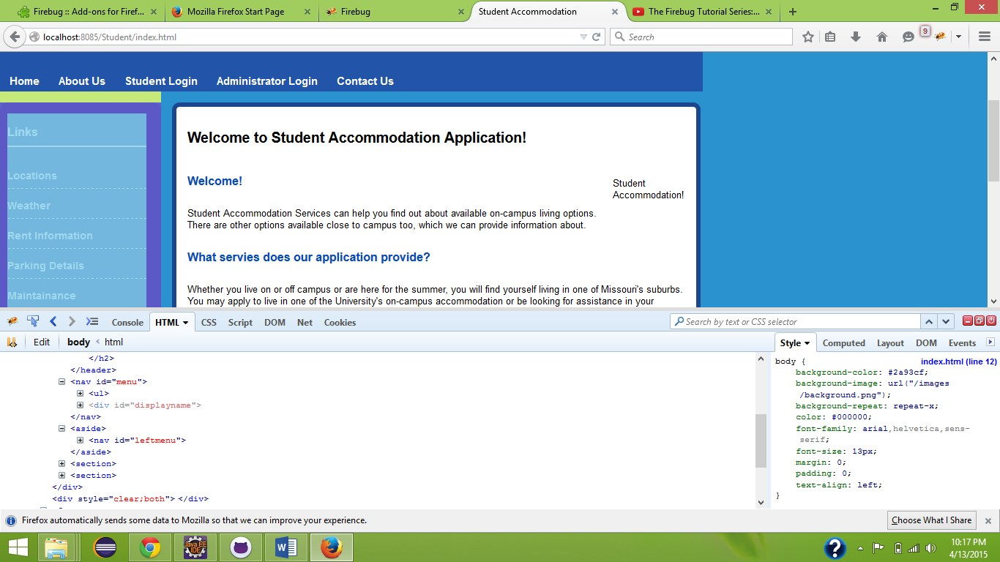 Firebug :: Add-ons for Firef...
Mozilla Firefox Start Page
Firebug
Student Accommodation
The Firebug Tutorial Series:...
localhost:8085/Student/index.html
Search
9
Home About Us Student Login Administrator Login Contact Us
Links
Locations
Weather
Rent Information
Parking Details
Maintainance
Welcome to Student Accommodation Application!
Welcome!
Student
Accommodation!
Student Accommodation Services can help you find out about available on-campus living options.
There are other options available close to campus too, which we can provide information about.
What servies does our application provide?
Whether you live on or off campus or are here for the summer, you will find yourself living in one of Missouri's suburbs.
You may apply to live in one of the University's on-campus accommodation or be looking for assistance in your
Console HTML CSS Script DOM Net Cookies
Search by text or CSS selector
Edit body < html
Style Computed Layout DOM Events
</h2>
</header>
<nav id="menu">
<ul>
<div id="displayname">
</nav>
<aside>
<nav id="leftmenu">
</aside>
<section>
<section>
</div>
<div style="clear;both"> </div>
body { index.html (line 12)
background-color: #2a93cf;
background-image: url("/images
/background.png");
background-repeat: repeat-x;
color: #000000;
font-family: arial,helvetica,sens-
serif;
font-size: 13px;
margin: 0;
padding: 0;
text-align: left;
}
Firefox automatically sends some data to Mozilla so that we can improve your experience.
Choose What I Share
Java EE
IDE
10:17 PM
4/13/2015